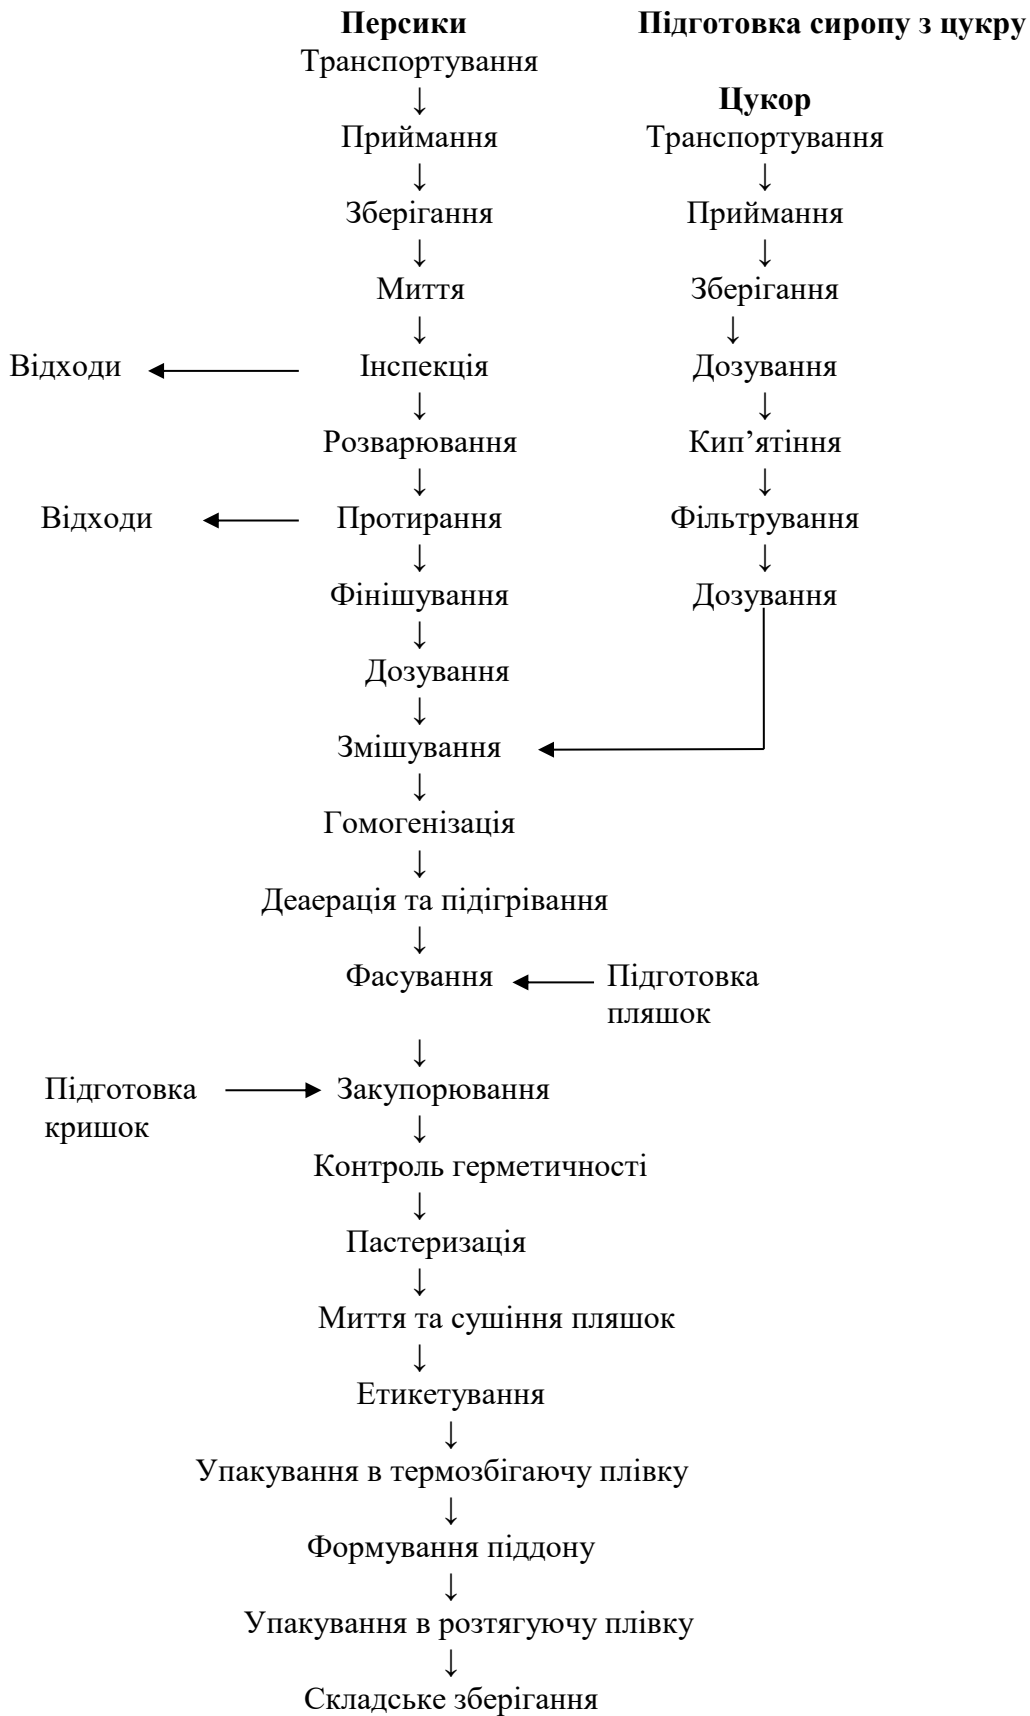 Персики
Підготовка сиропу з цукру
Транспортування
Цукор
Приймання
Транспортування
Зберігання
Приймання
Миття
Зберігання
Відходи
Інспекція
Дозування
Розварювання
Кип’ятіння
Відходи
Протирання
Фільтрування
Фінішування
Дозування
Дозування
Змішування
Гомогенізація
Деаерація та підігрівання
Фасування
Підготовка
пляшок
Підготовка
кришок
Закупорювання
Контроль герметичності
Пастеризація
Миття та сушіння пляшок
Етикетування
Упакування в термозбігаючу плівку
Формування піддону
Упакування в розтягуючу плівку
Складське зберігання